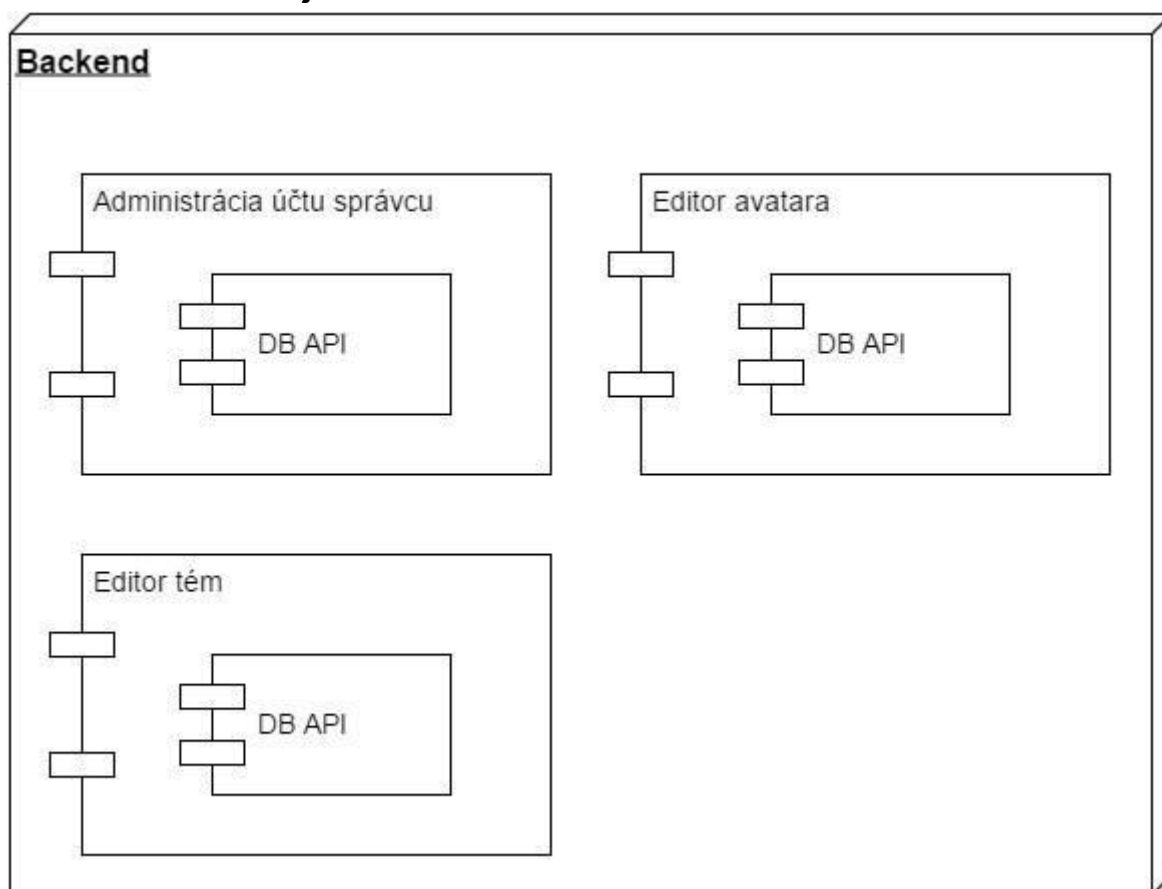 Backend
Administrácia účtu správcu
Editor avatara
DB API
DB API
Editor tém
DB API